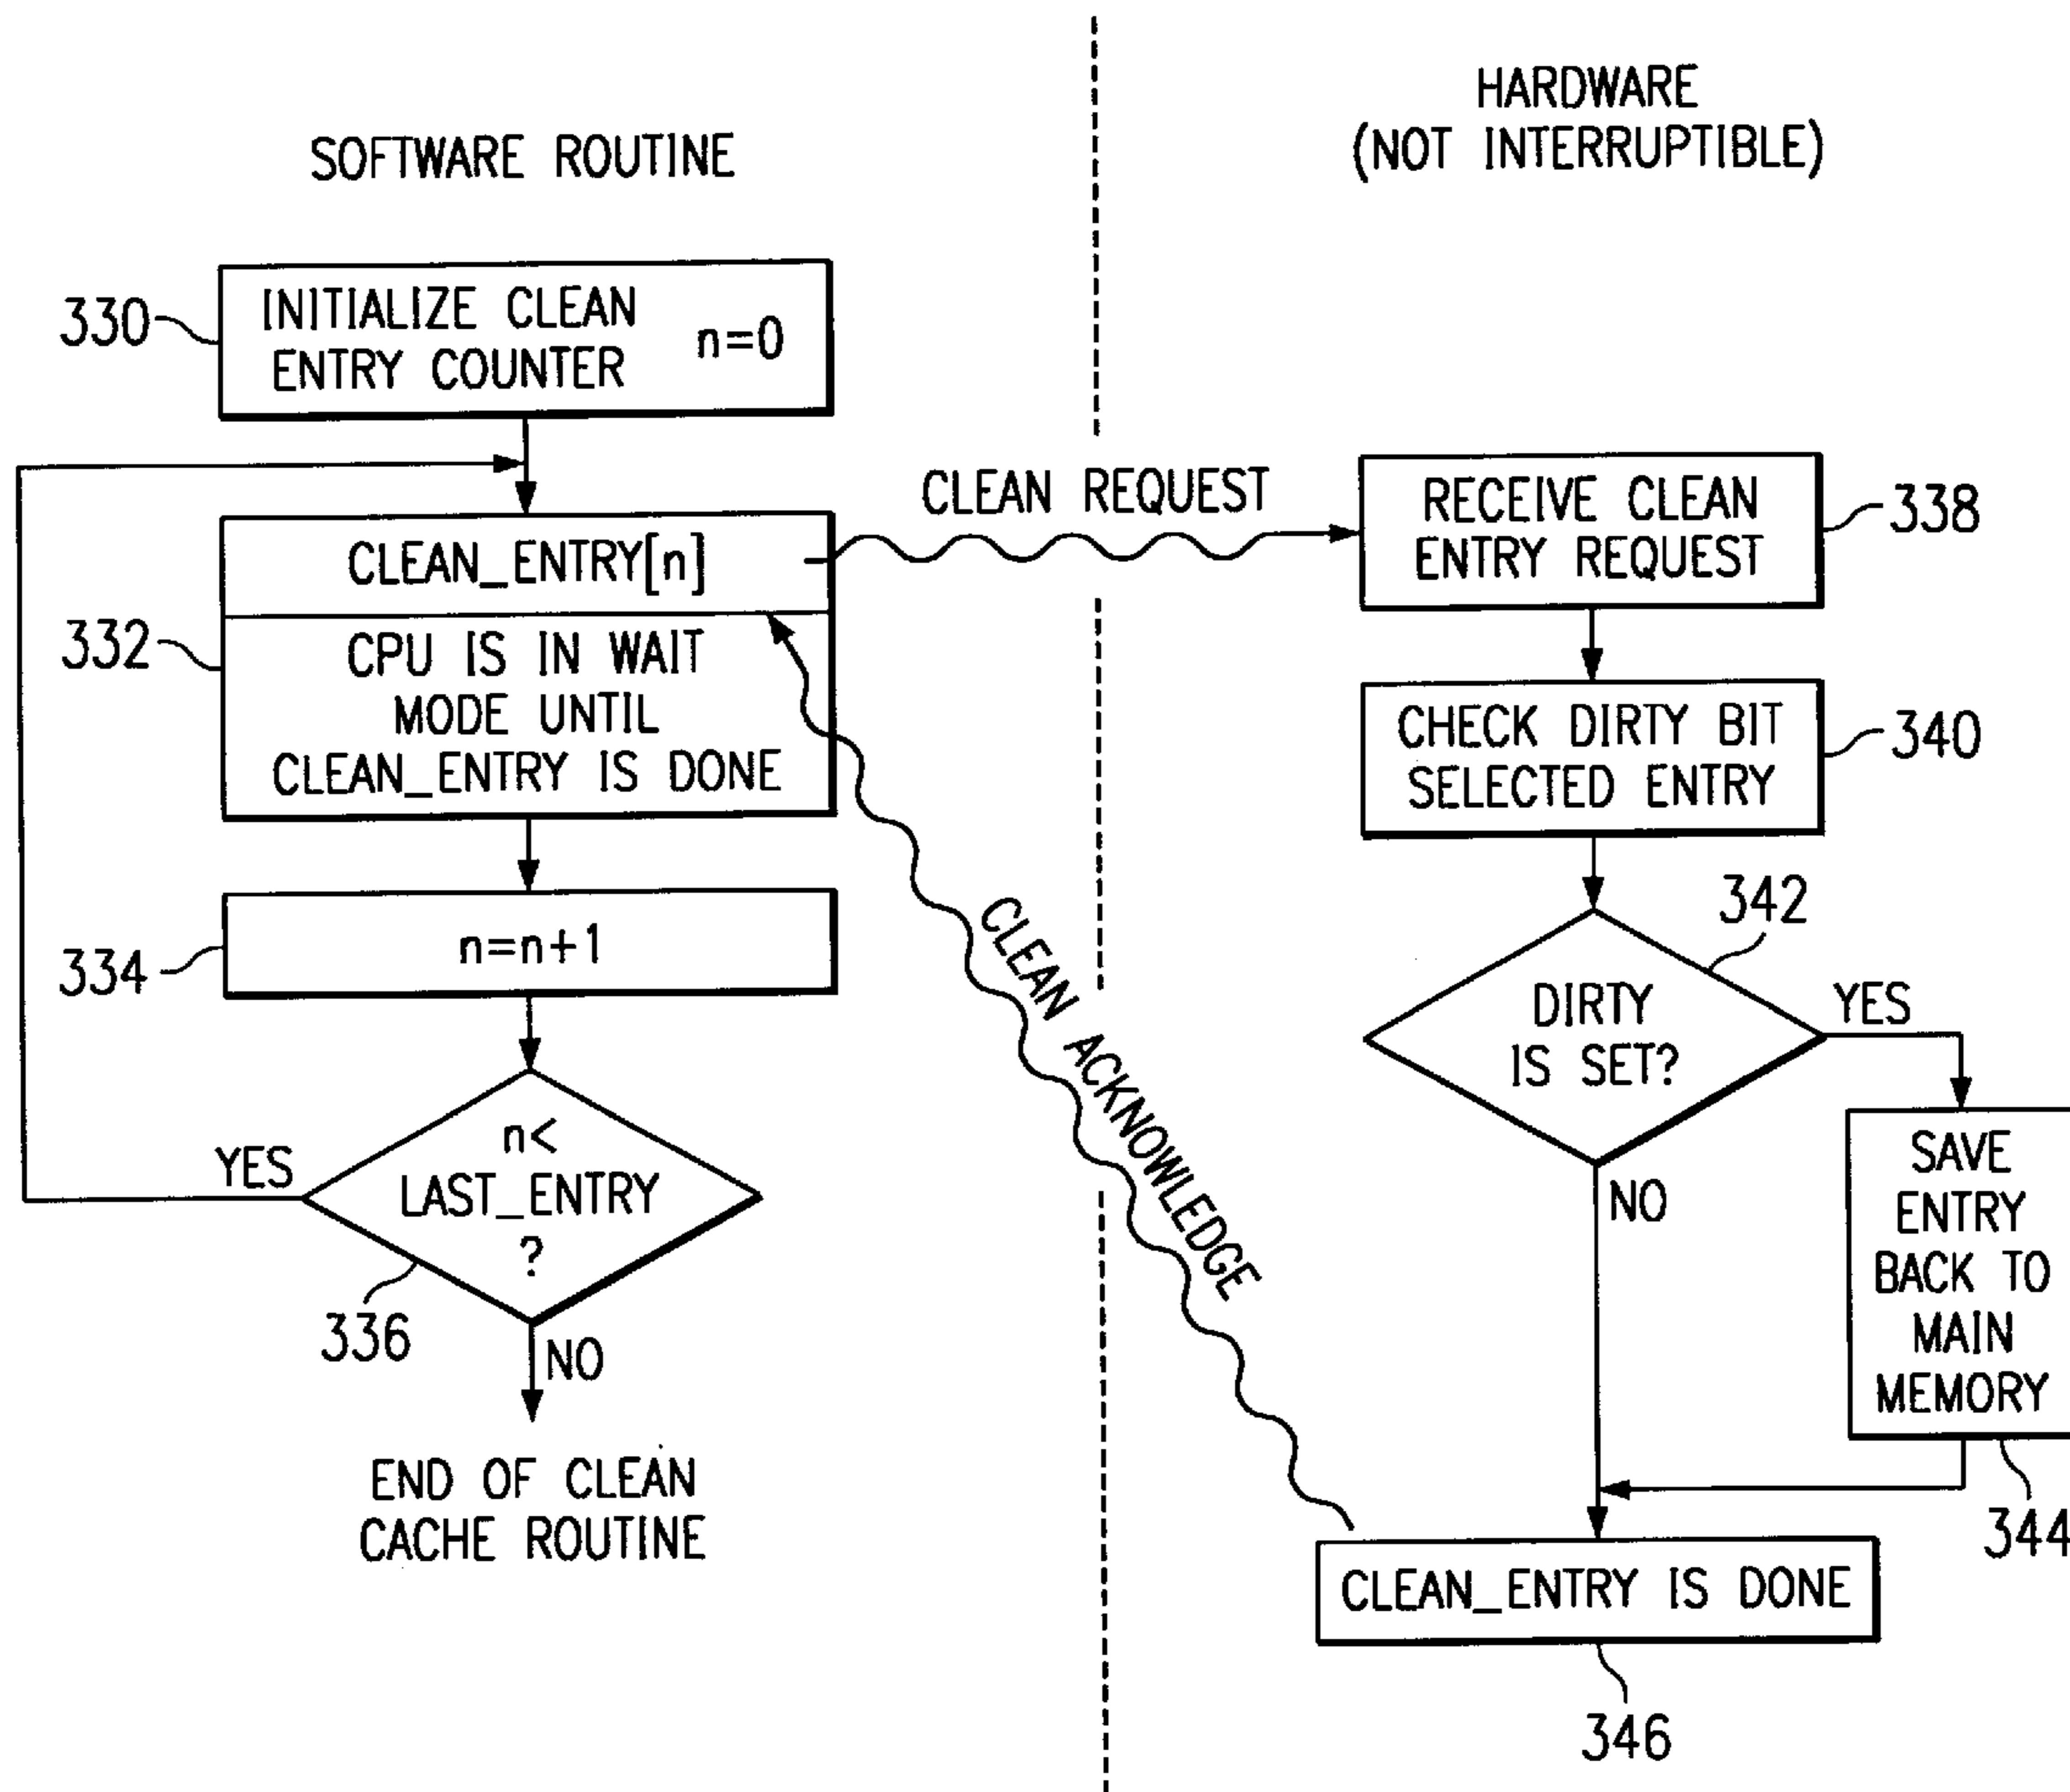 SOFTWARE ROUTINE
HARDWARE
(NOT INTERRUPTIBLE)
330
INITIALIZE CLEAN
ENTRY COUNTER
n=0
CLEAN REQUEST
332
CLEAN_ENTRY[n]
CPU IS IN WAIT
MODE UNTIL
CLEAN_ENTRY IS DONE
334
n=n+1
YES
n<
LAST_ENTRY
?
336
NO
END OF CLEAN
CACHE ROUTINE
CLEAN ACKNOWLEDGE
RECEIVE CLEAN
ENTRY REQUEST
338
CHECK DIRTY BIT
SELECTED ENTRY
340
342
DIRTY
IS SET?
YES
NO
SAVE
ENTRY
BACK TO
MAIN
MEMORY
344
CLEAN_ENTRY IS DONE
346